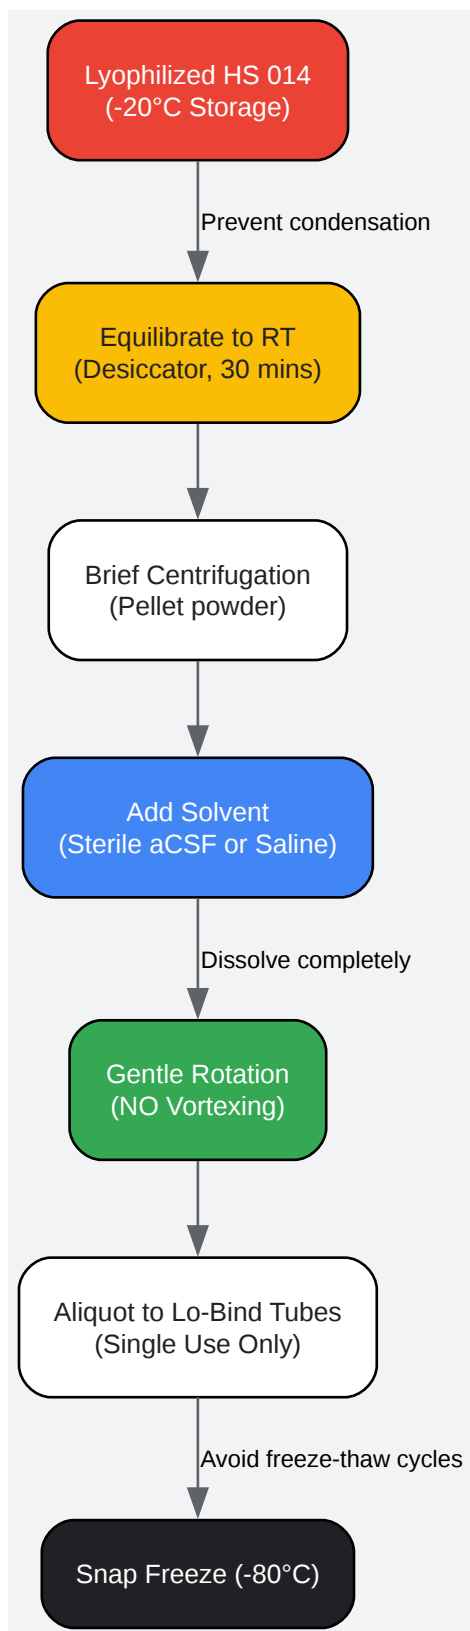 Lyophilized HS 014
(-20°C Storage)
Prevent condensation
Equilibrate to RT
(Desiccator, 30 mins)
Brief Centrifugation
(Pellet powder)
Add Solvent
(Sterile aCSF or Saline)
Dissolve completely
Gentle Rotation
(NO Vortexing)
Aliquot to Lo-Bind Tubes
(Single Use Only)
Avoid freeze-thaw cycles
Snap Freeze (-80°C)